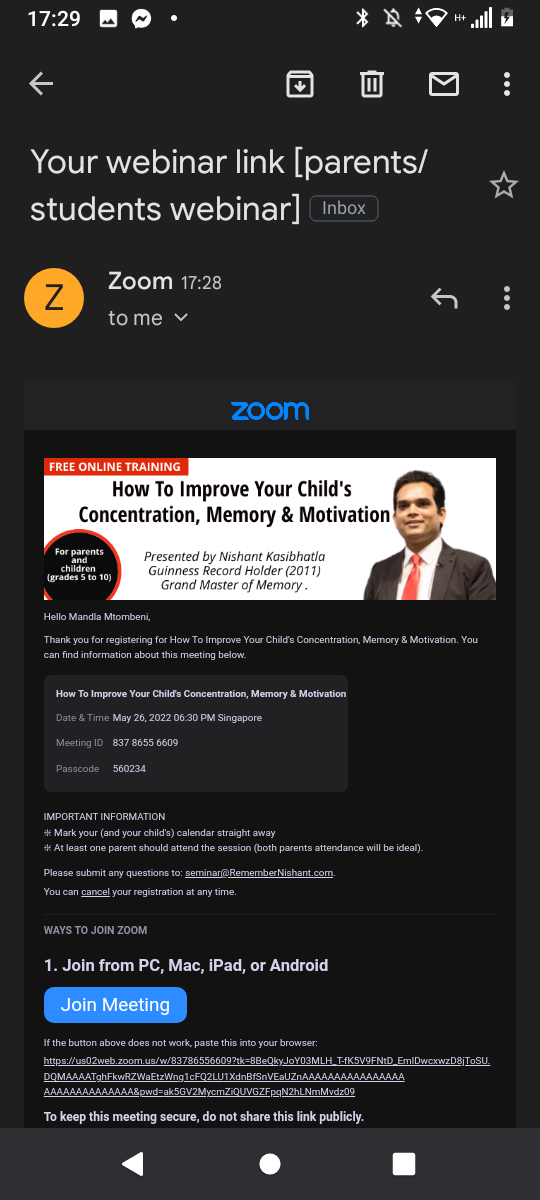 17:29
H+
Your webinar link [parents/
students webinar] Inbox
Z
Zoom 17:28
to me
zoom
FREE ONLINE TRAINING
How To Improve Your Child's
Concentration, Memory & Motivation
For parents
and
children
(grades 5 to 10)
Presented by Nishant Kasibhatla
Guinness Record Holder (2011)
Grand Master of Memory .
Hello Mandla Mtombeni,
Thank you for registering for How To Improve Your Child's Concentration, Memory & Motivation. You
can find information about this meeting below.
How To Improve Your Child's Concentration, Memory & Motivation
Date & Time May 26, 2022 06:30 PM Singapore
Meeting ID 837 8655 6609
Passcode 560234
IMPORTANT INFORMATION
※ Mark your (and your child's) calendar straight away
※ At least one parent should attend the session (both parents attendance will be ideal).
Please submit any questions to: seminar@RememberNishant.com.
You can cancel your registration at any time.
WAYS TO JOIN ZOOM
1. Join from PC, Mac, iPad, or Android
Join Meeting
If the button above does not work, paste this into your browser:
https://us02web.zoom.us/w/83786556609?tk=8BeQkyJoY03MLH_T-fK5V9FNtD_EmIDwcxwzD8jToSU.
DQMAAAATghFkwRZWaEtzWng1cFQ2LU1XdnBfSnVEaUZnAAAAAAAAAAAAAAAA
AAAAAAAAAAAAAA&pwd=ak5GV2MycmZiQUVGZFpqN2hLNmMvdz09
To keep this meeting secure, do not share this link publicly.